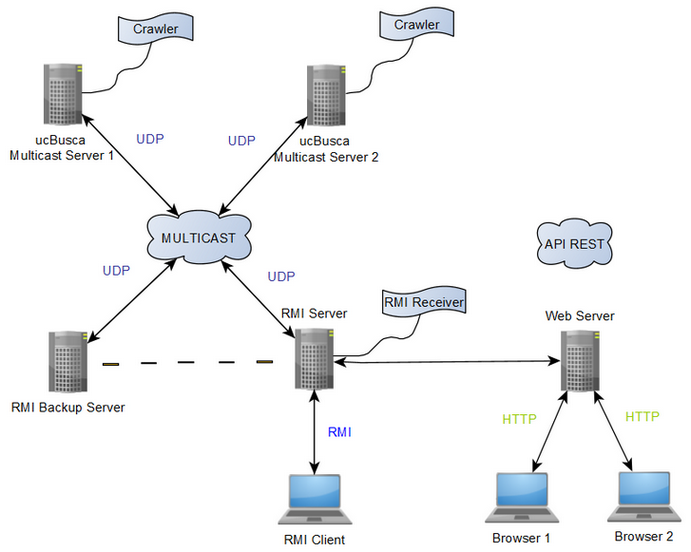 Crawler
Crawler
ucBusca
Multicast Server 1
UDP
UDP
ucBusca
Multicast Server 2
MULTICAST
API REST
UDP
UDP
RMI Server
RMI Receiver
Web Server
RMI Backup Server
RMI
HTTP
HTTP
RMI Client
Browser 1
Browser 2